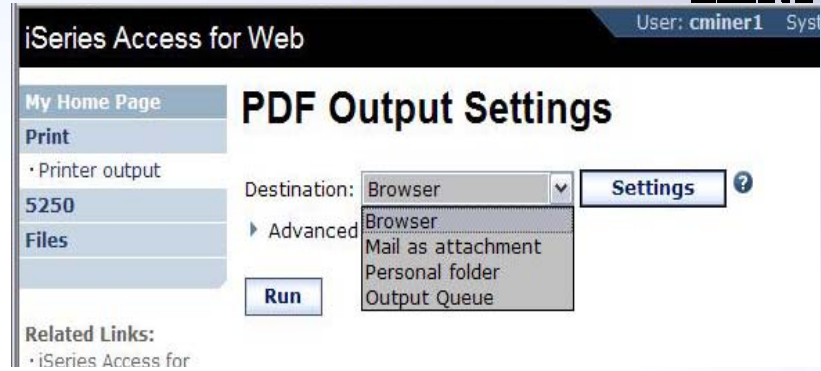 iSeries Access for Web
User: cminer1 Syst
My Home Page
Print
· Printer output
5250
Files
Related Links:
· iSeries Access for
PDF Output Settings
Destination: Browser Settings ?
Advanced
Browser
Mail as attachment
Personal folder
Output Queue
Run